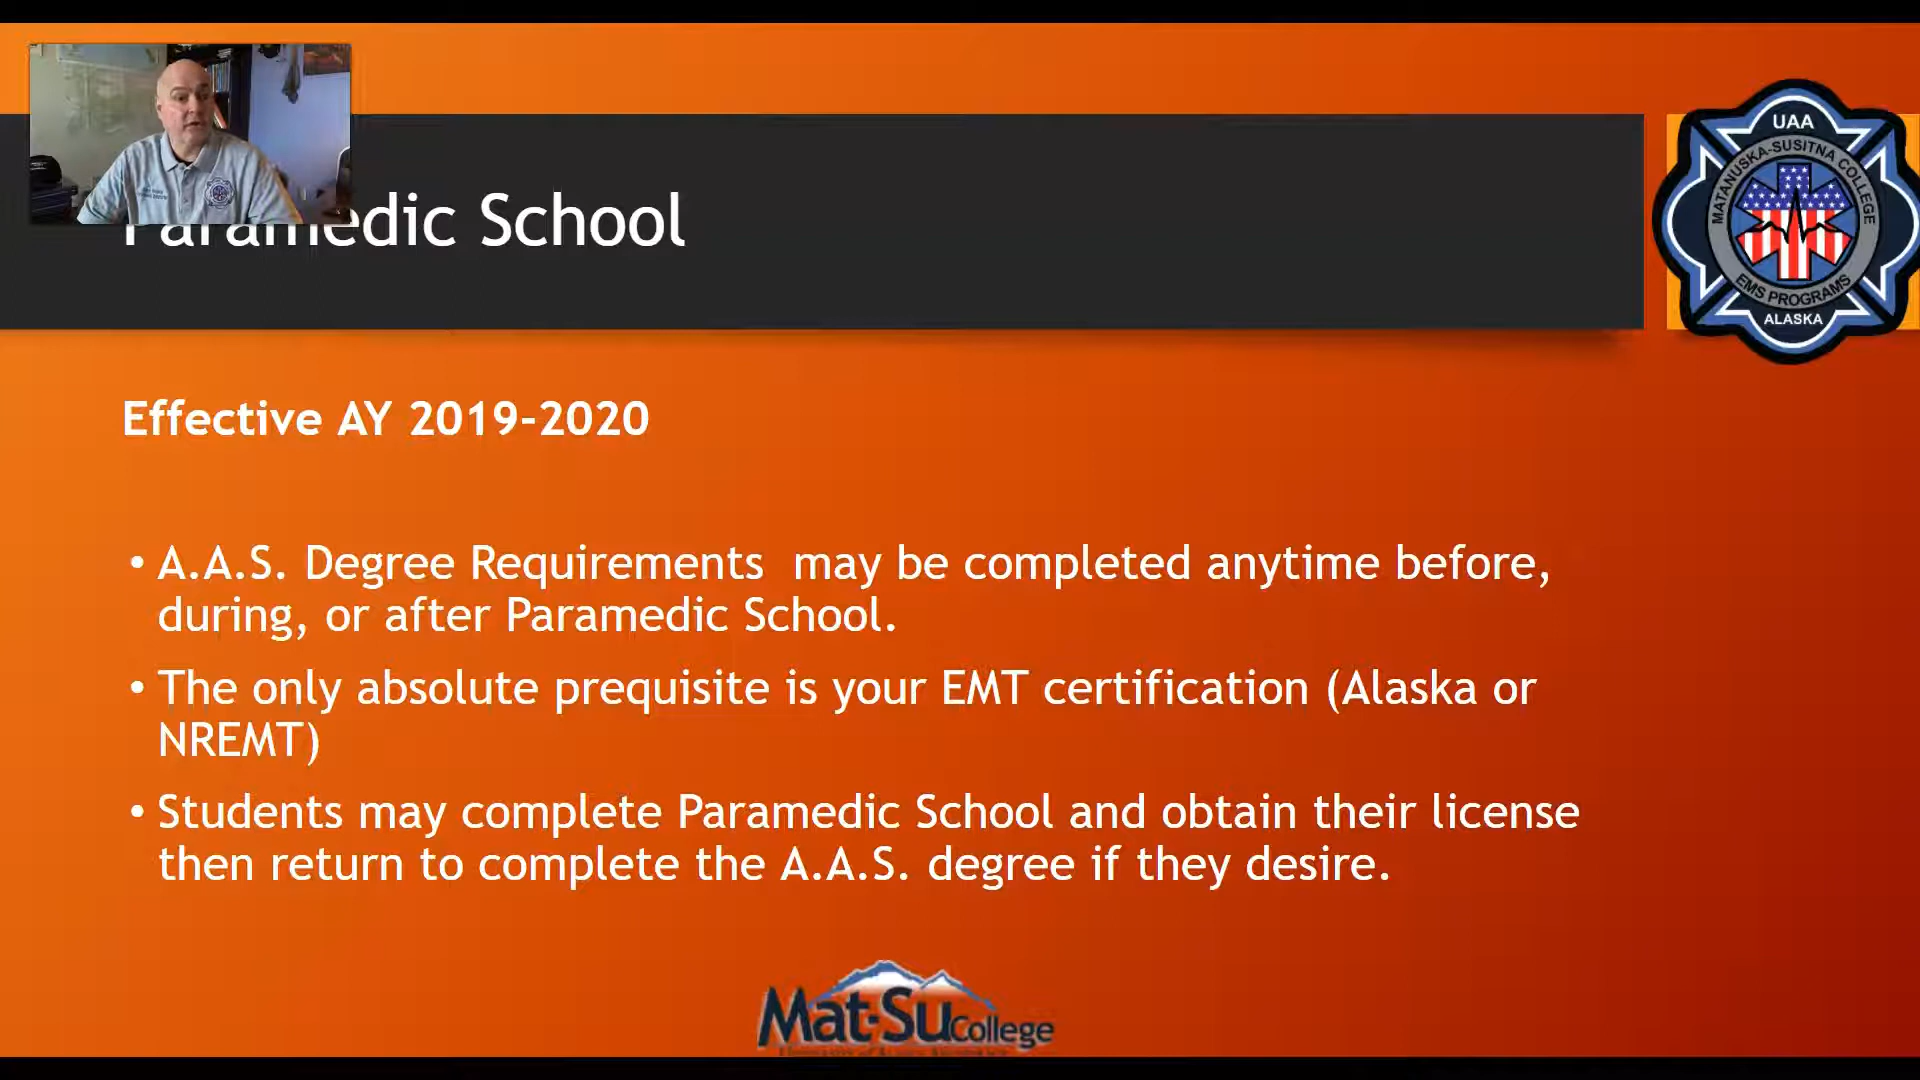 Paramedic School
UAA
MATANUSKA-SUSITNA COLLEGE
EMS PROGRAMS
ALASKA
Effective AY 2019-2020
• A.A.S. Degree Requirements may be completed anytime before,
during, or after Paramedic School.
• The only absolute prequisite is your EMT certification (Alaska or
NREMT)
• Students may complete Paramedic School and obtain their license
then return to complete the A.A.S. degree if they desire.
Mat-Su College